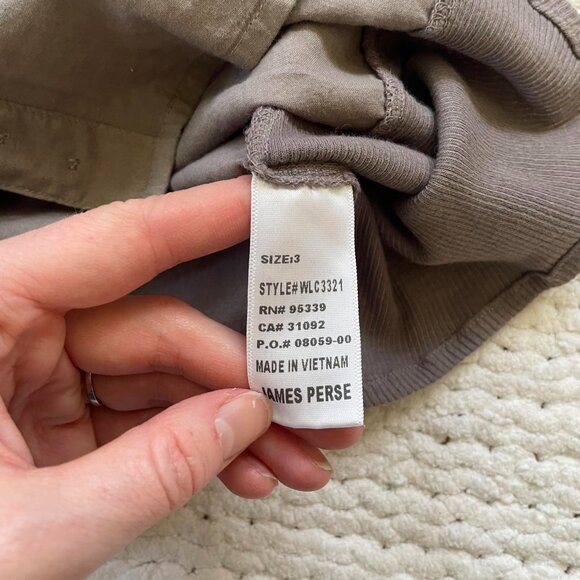 SIZE:3
STYLE# WLC3321
RN# 95339
CA# 31092
P.O.# 08059-00
MADE IN VIETNAM
JAMES PERSE